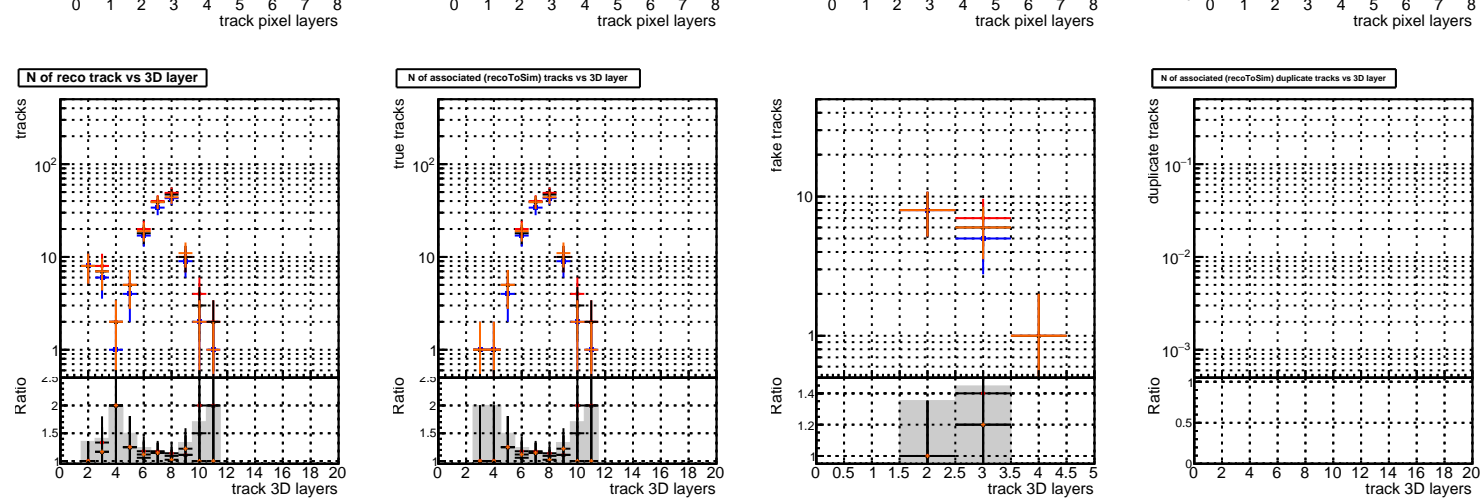 0 1 2 3 4 5 6 7 8
track pixel layers
0 1 2 3 4 5 6 7 8
track pixel layers
0 1 2 3 4 5 6 7 8
track pixel layers
0 1 2 3 4 5 6 7 8
track pixel layers
N of reco track vs 3D layer
tracks
10²
10
1
Ratio
2.5
2
1.5
1
0 2 4 6 8 10 12 14 16 18 20
track 3D layers
N of associated (recoToSim) tracks vs 3D layer
true tracks
10²
10
1
Ratio
2.5
2
1.5
1
0 2 4 6 8 10 12 14 16 18 20
track 3D layers
fake tracks
10
1
Ratio
1.4
1.2
1
0 0.5 1 1.5 2 2.5 3 3.5 4 4.5 5
track 3D layers
N of associated (recoToSim) duplicate tracks vs 3D layer
duplicate tracks
10⁻¹
10⁻²
10⁻³
Ratio
1
0.5
0
0 2 4 6 8 10 12 14 16 18 20
track 3D layers